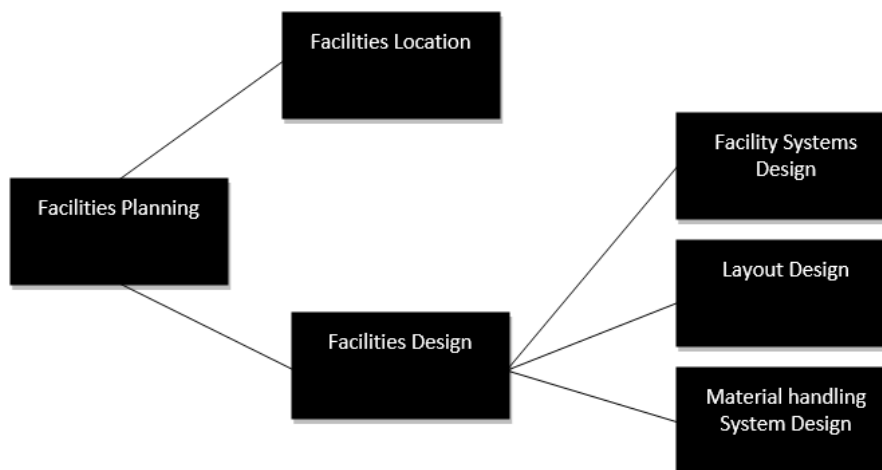 Facilities Location
Facilities Planning
Facilities Design
Facility Systems
Design
Layout Design
Material handling
System Design